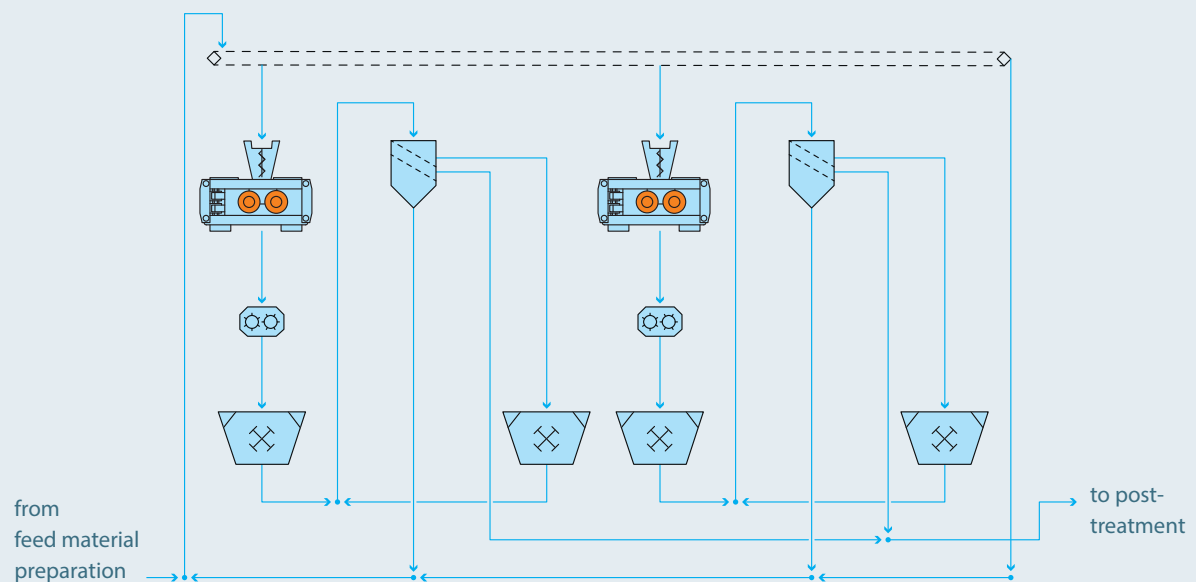 from
feed material
preparation
to post-
treatment